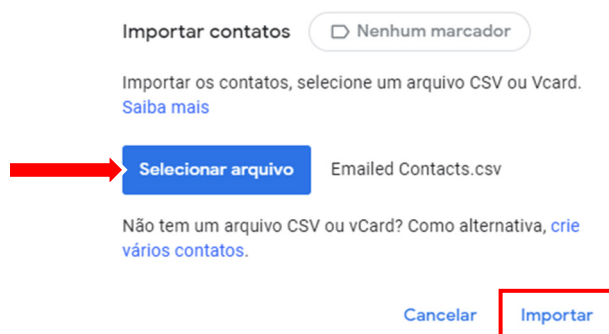 Importar contatos Nenhum marcador
Importar os contatos, selecione um arquivo CSV ou Vcard.
Saiba mais
Selecionar arquivo Emailed Contacts.csv
Não tem um arquivo CSV ou vCard? Como alternativa, crie
vários contatos.
Cancelar Importar